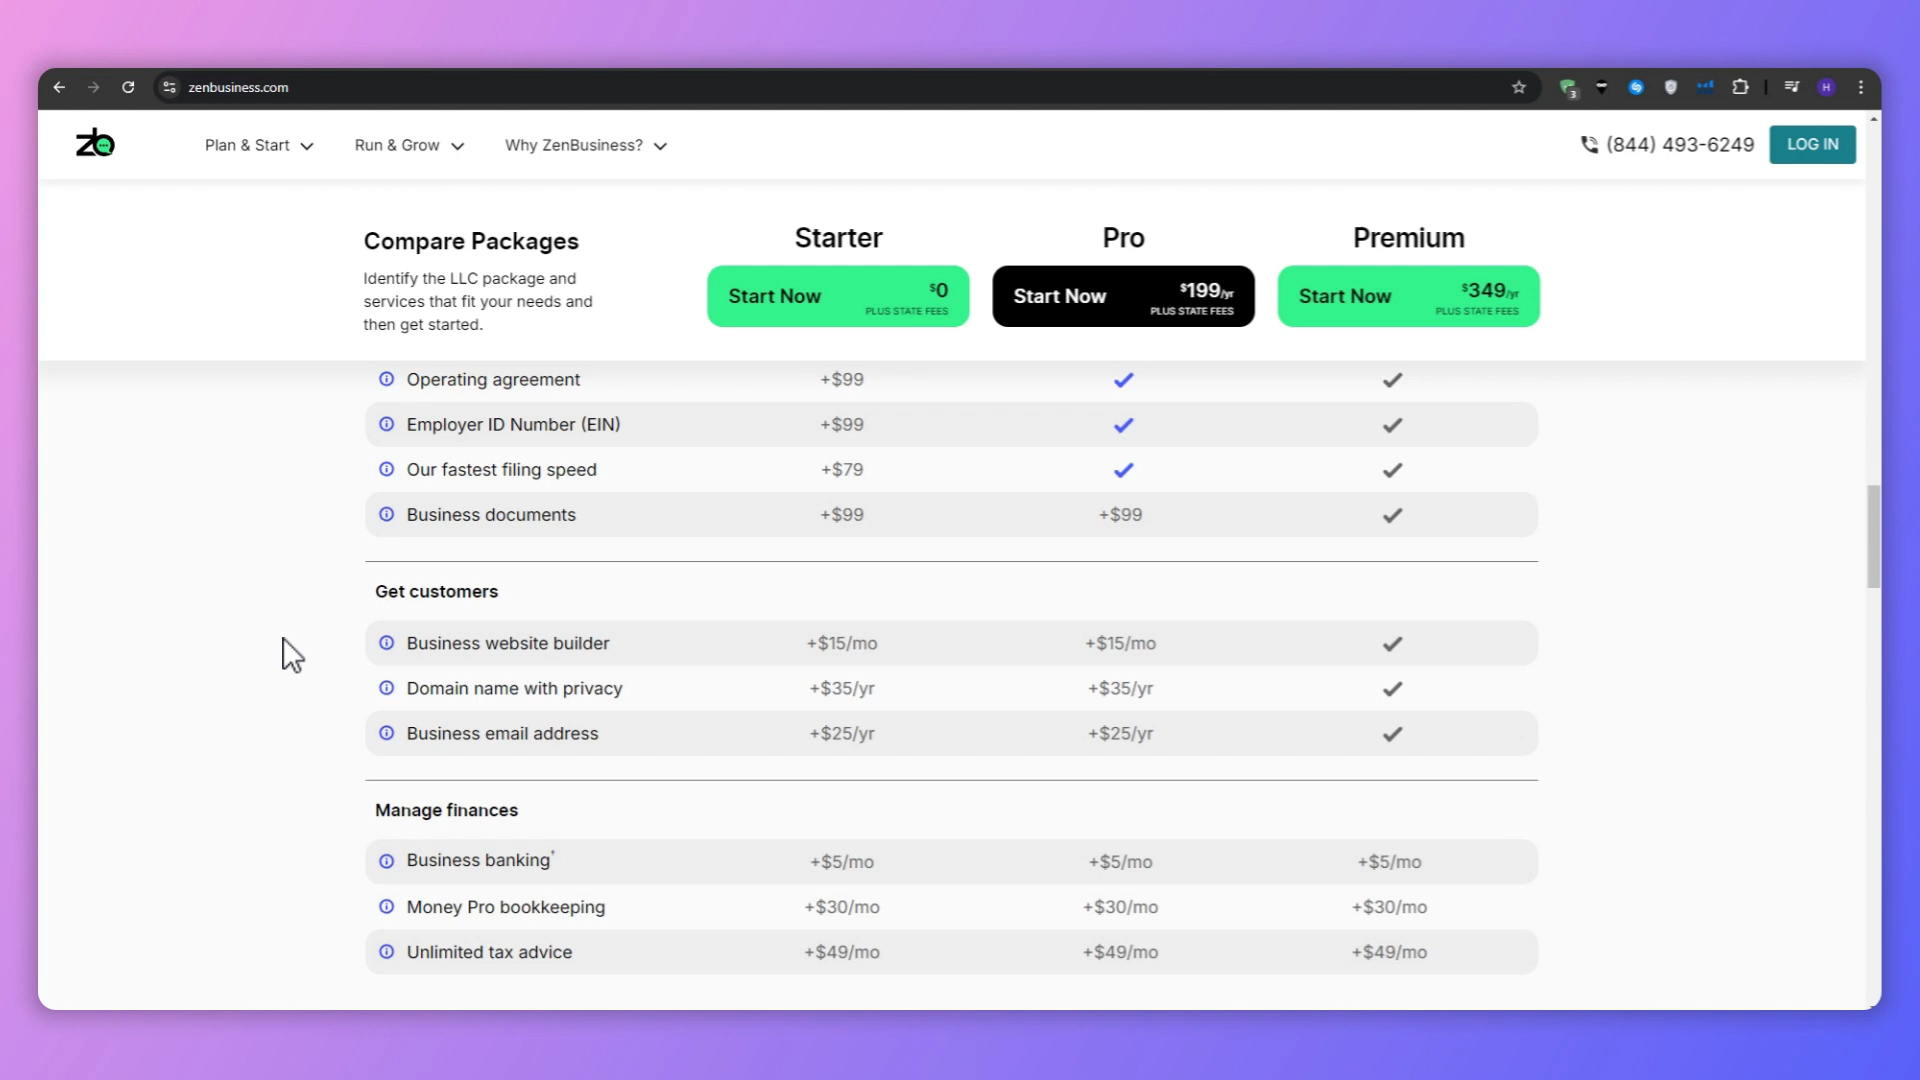 zenbusiness.com
3
H
zb
Plan & Start
Run & Grow
Why ZenBusiness?
(844) 493-6249
LOG IN
Compare Packages
Identify the LLC package and
services that fit your needs and
then get started.
Starter
Start Now $0
PLUS STATE FEES
Pro
Start Now $199/yr
PLUS STATE FEES
Premium
Start Now $349/yr
PLUS STATE FEES
Operating agreement +$99
Employer ID Number (EIN) +$99
Our fastest filing speed +$79
Business documents +$99 +$99
Get customers
Business website builder +$15/mo +$15/mo
Domain name with privacy +$35/yr +$35/yr
Business email address +$25/yr +$25/yr
Manage finances
Business banking† +$5/mo +$5/mo +$5/mo
Money Pro bookkeeping +$30/mo +$30/mo +$30/mo
Unlimited tax advice +$49/mo +$49/mo +$49/mo